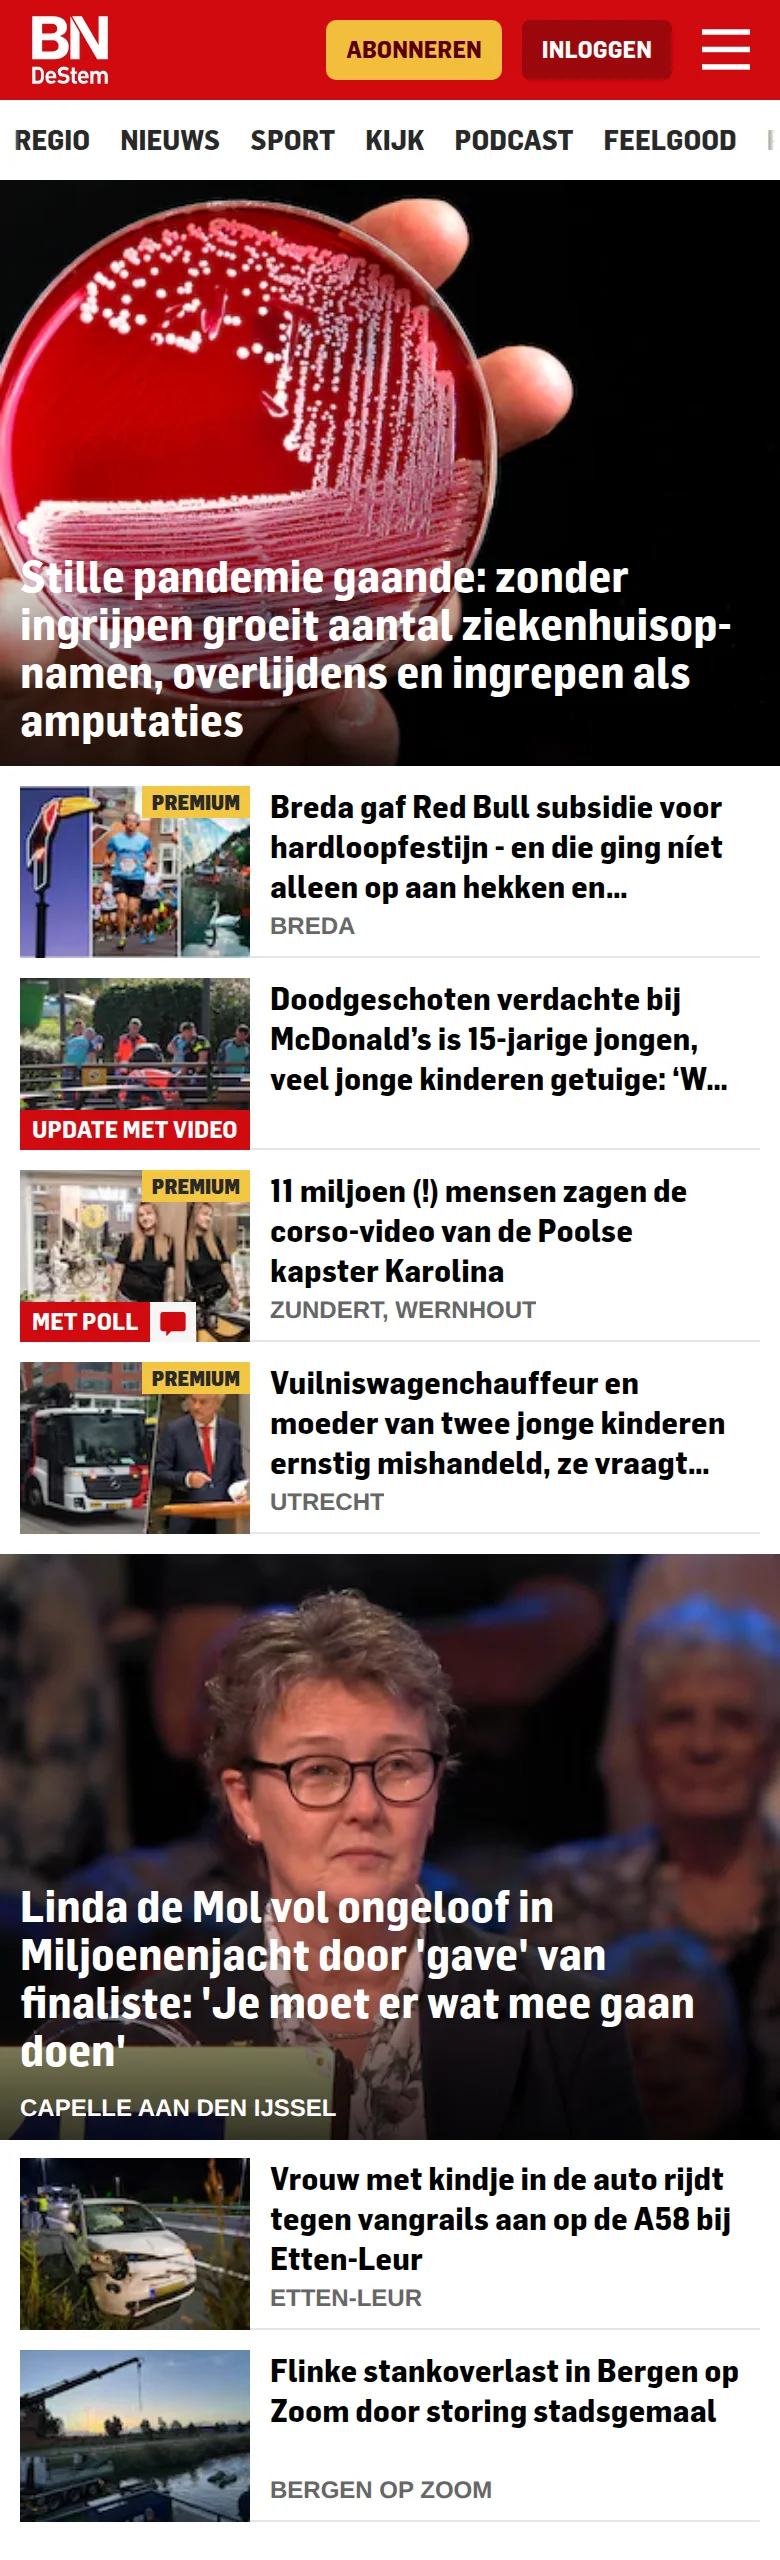 BN
DeStem
ABONNEREN
INLOGGEN
REGIO NIEUWS SPORT KIJK PODCAST FEELGOOD
Stille pandemie gaande: zonder
ingrijpen groeit aantal ziekenhuisop-
namen, overlijdens en ingrepen als
amputaties
PREMIUM
Breda gaf Red Bull subsidie voor
hardloopfestijn - en die ging níet
alleen op aan hekken en...
BREDA
Doodgeschoten verdachte bij
McDonald’s is 15-jarige jongen,
veel jonge kinderen getuige: ‘W...
UPDATE MET VIDEO
PREMIUM
11 miljoen (!) mensen zagen de
corso-video van de Poolse
kapster Karolina
ZUNDERT, WERNHOUT
MET POLL
PREMIUM
Vuilniswagenchauffeur en
moeder van twee jonge kinderen
ernstig mishandeld, ze vraagt...
UTRECHT
Linda de Mol vol ongeloof in
Miljoenenjacht door 'gave' van
finaliste: 'Je moet er wat mee gaan
doen'
CAPELLE AAN DEN IJSSEL
Vrouw met kindje in de auto rijdt
tegen vangrails aan op de A58 bij
Etten-Leur
ETTEN-LEUR
Flinke stankoverlast in Bergen op
Zoom door storing stadsgemaal
BERGEN OP ZOOM